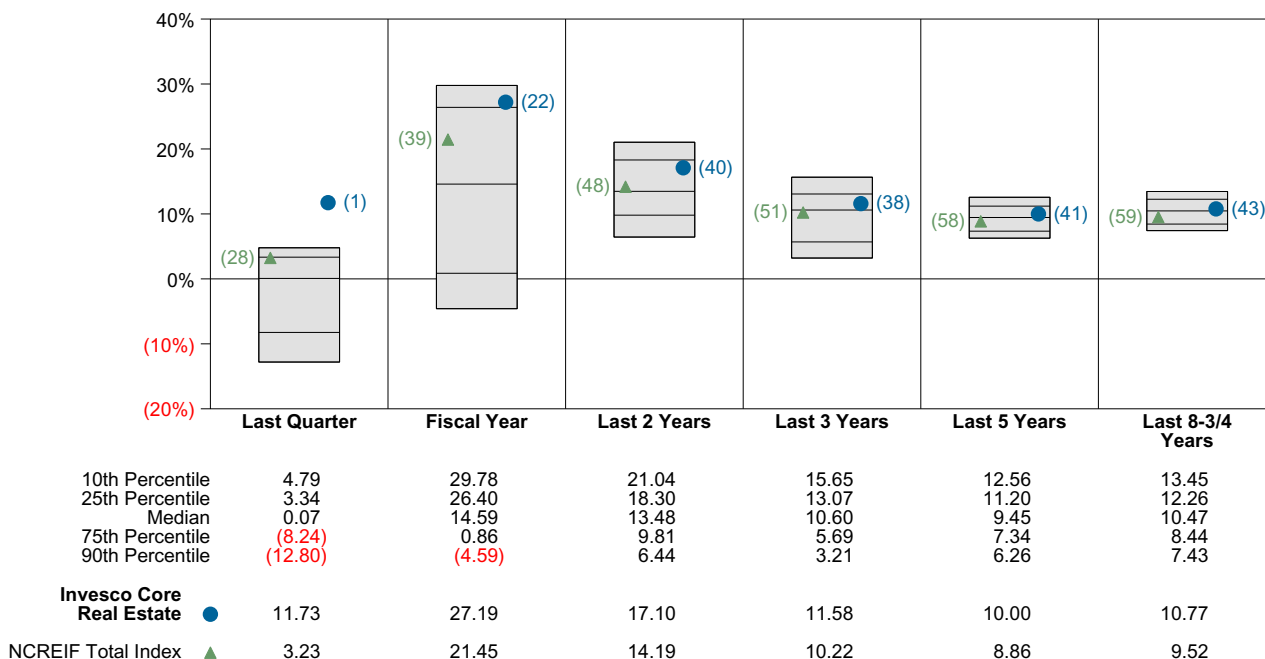 40%
30%
20%
10%
0%
(10%)
(20%)
(28)
(1)
(39)
(22)
(48)
(40)
(51)
(38)
(58)
(41)
(59)
(43)
Last Quarter Fiscal Year Last 2 Years Last 3 Years Last 5 Years Last 8-3/4
Years
10th Percentile 4.79 29.78 21.04 15.65 12.56 13.45
25th Percentile 3.34 26.40 18.30 13.07 11.20 12.26
Median 0.07 14.59 13.48 10.60 9.45 10.47
75th Percentile (8.24) 0.86 9.81 5.69 7.34 8.44
90th Percentile (12.80) (4.59) 6.44 3.21 6.26 7.43
Invesco Core
Real Estate 11.73 27.19 17.10 11.58 10.00 10.77
NCREIF Total Index 3.23 21.45 14.19 10.22 8.86 9.52